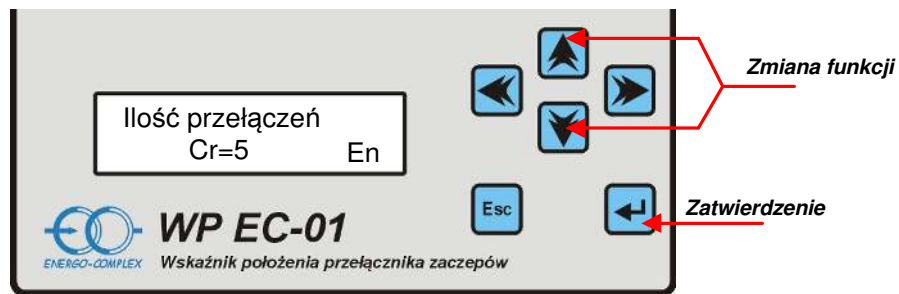 Zmiana funkcji
Ilość przełączeń
Cr=5 En
Esc
Zatwierdzenie
WP EC-01
ENERGO-COMPLEX
Wskaźnik położenia przełącznika zaczepów